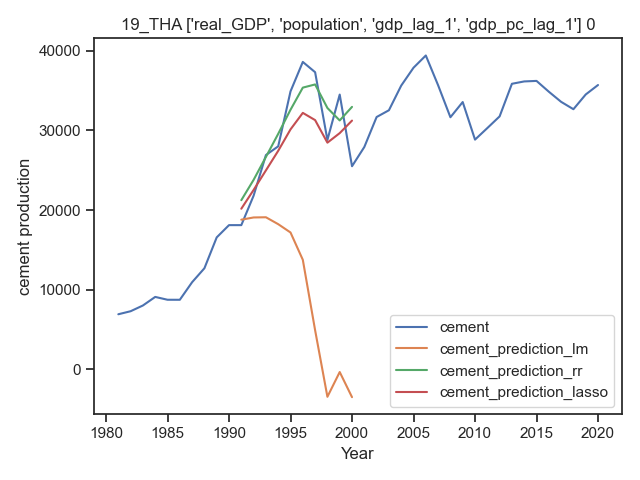 19_THA ['real_GDP', 'population', 'gdp_lag_1', 'gdp_pc_lag_1'] 0
cement production
40000
30000
20000
10000
0
cement
cement_prediction_lm
cement_prediction_rr
cement_prediction_lasso
1980 1985 1990 1995 2000 2005 2010 2015 2020
Year